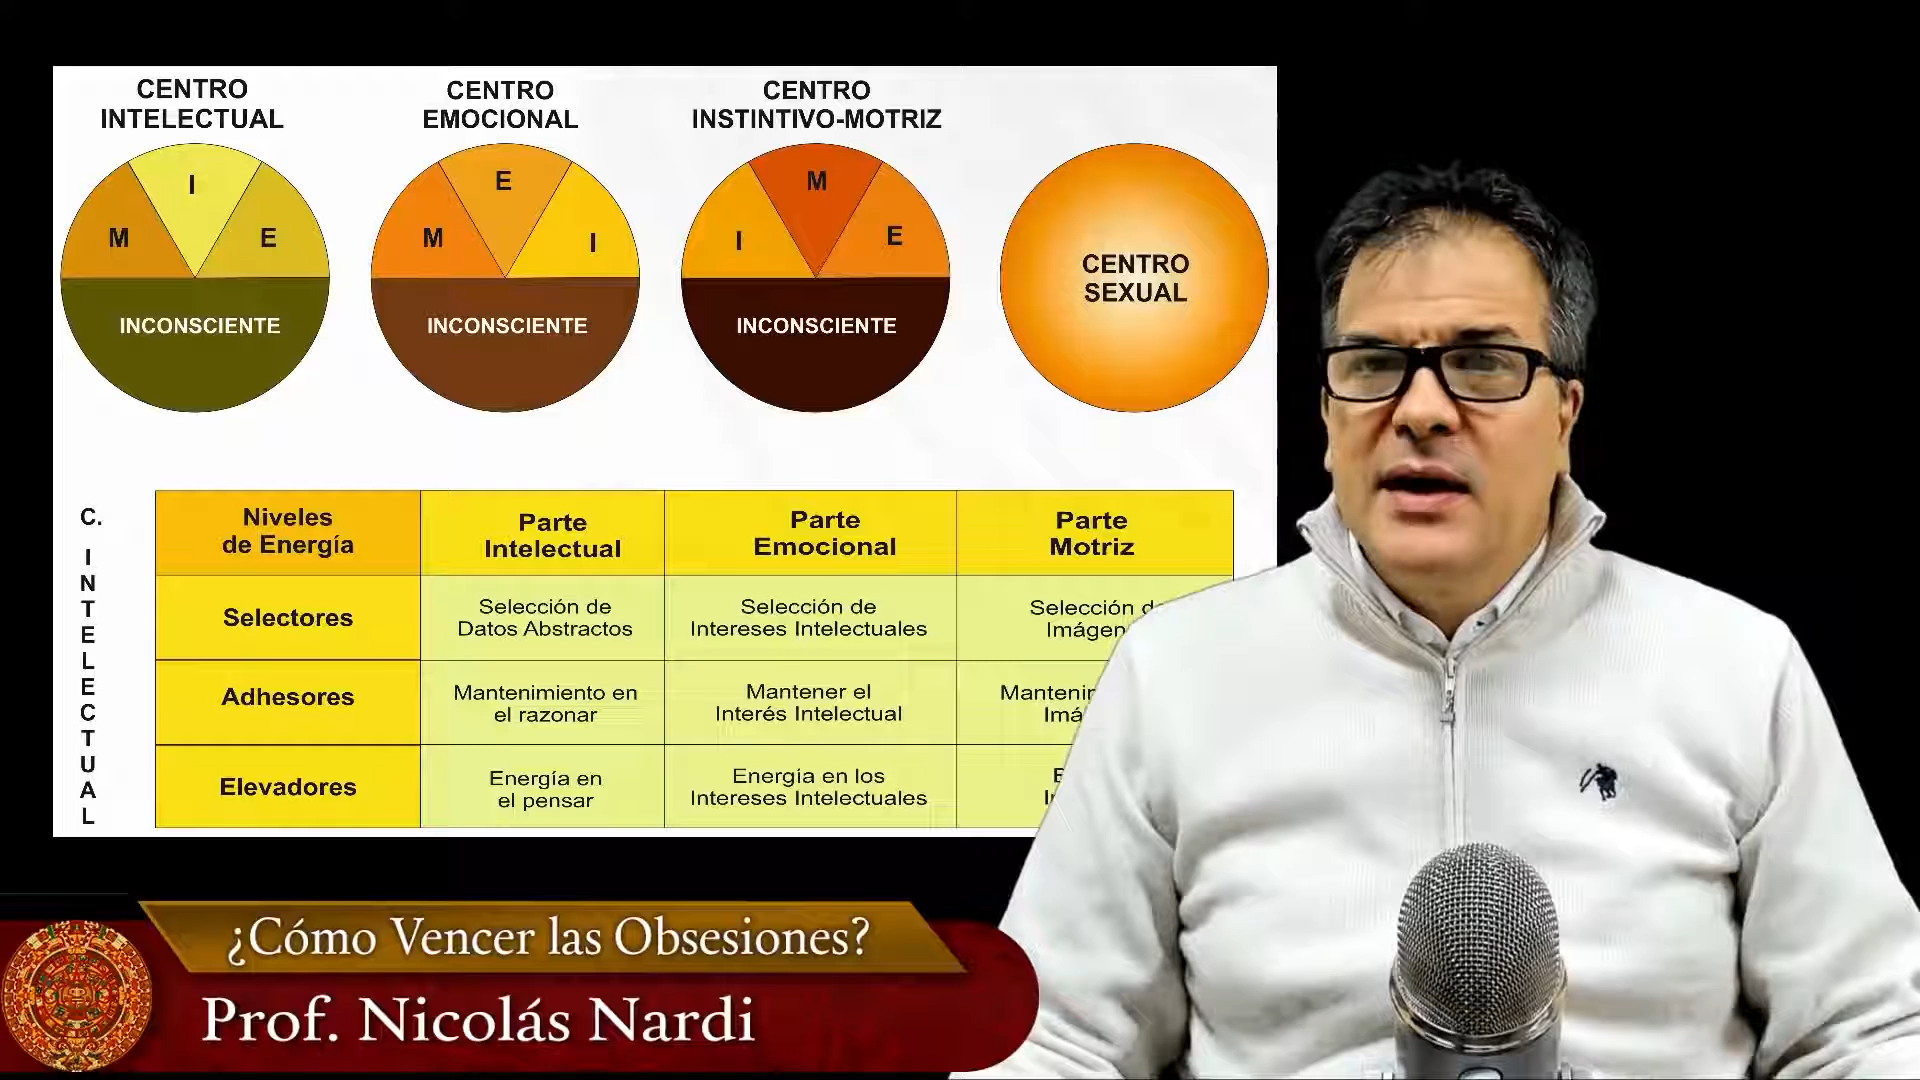 CENTRO
INTELECTUAL
CENTRO
EMOCIONAL
CENTRO
INSTINTIVO-MOTRIZ
M
I
E
INCONSCIENTE
M
E
I
INCONSCIENTE
I
M
E
INCONSCIENTE
CENTRO
SEXUAL
C.
INTELECTUAL
Niveles
de Energía
Parte
Intelectual
Parte
Emocional
Parte
Motriz
Selectores
Selección de
Datos Abstractos
Selección de
Intereses Intelectuales
Selección
Adhesores
Mantenimiento en
el razonar
Mantener el
Interés Intelectual
Elevadores
Energía en
el pensar
Energía en los
Intereses Intelectuales
¿Cómo Vencer las Obsesiones?
Prof. Nicolás Nardi